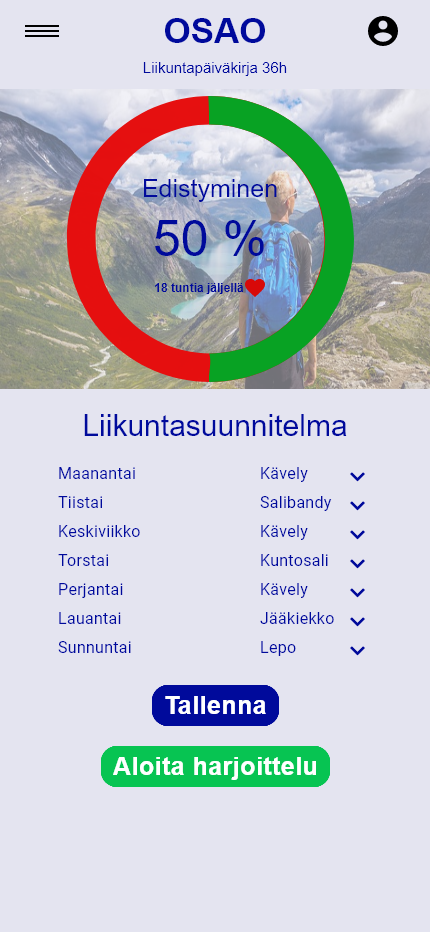 OSAO
Liikuntapäiväkirja 36h
Edistyminen
50 %
18 tuntia jäljellä
Liikuntasuunnitelma
Maanantai Kävely
Tiistai Salibandy
Keskiviikko Kävely
Torstai Kuntosali
Perjantai Kävely
Lauantai Jääkiekko
Sunnuntai Lepo
Tallenna
Aloita harjoittelu